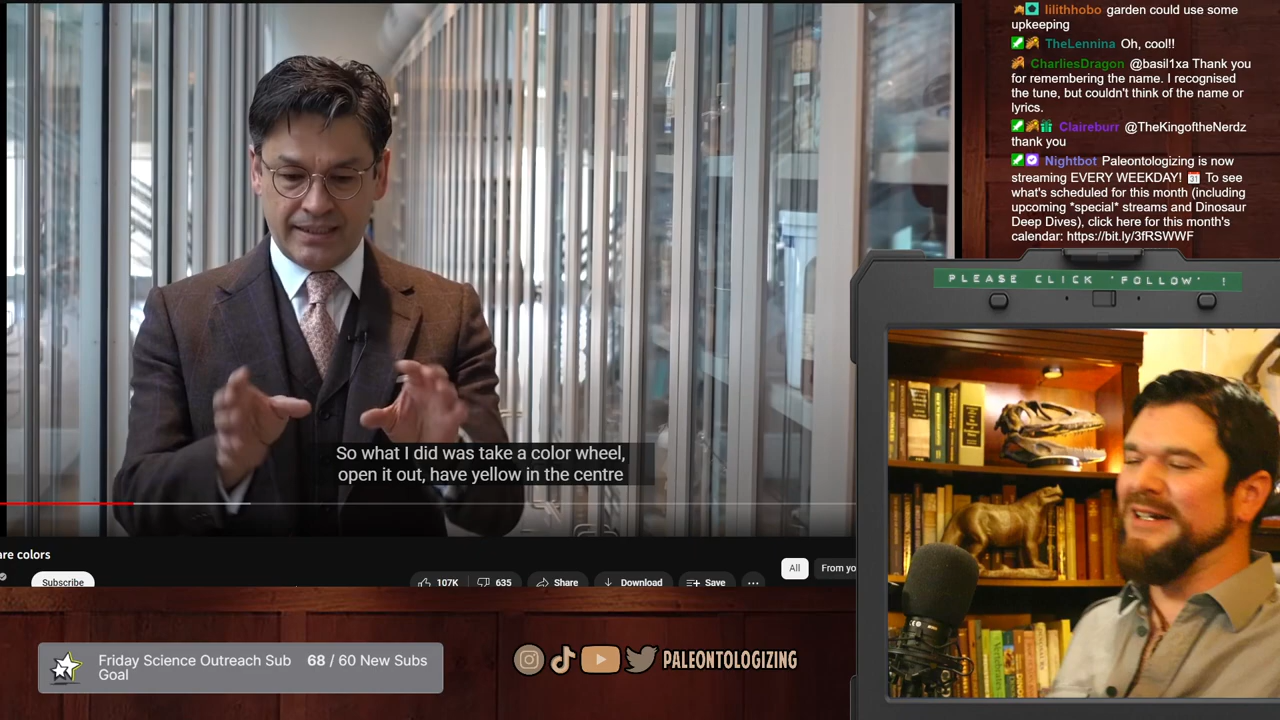 lilithhobo garden could use some
upkeeping
TheLennina Oh, cool!!
CharliesDragon @basil1xa Thank you
for remembering the name. I recognised
the tune, but couldn't think of the name or
lyrics.
Claireburr @TheKingoftheNerdz
thank you
Nightbot Paleontologizing is now
streaming EVERY WEEKDAY! 31 To see
what's scheduled for this month (including
upcoming *special* streams and Dinosaur
Deep Dives), click here for this month's
calendar: https://bit.ly/3fRSWWF
PLEASE CLICK 'FOLLOW' !
So what I did was take a color wheel,
open it out, have yellow in the centre
are colors
All
From yo
Subscribe
107K
635
Share
Download
Save
Friday Science Outreach Sub 68 / 60 New Subs
Goal
PALEONTOLOGIZING